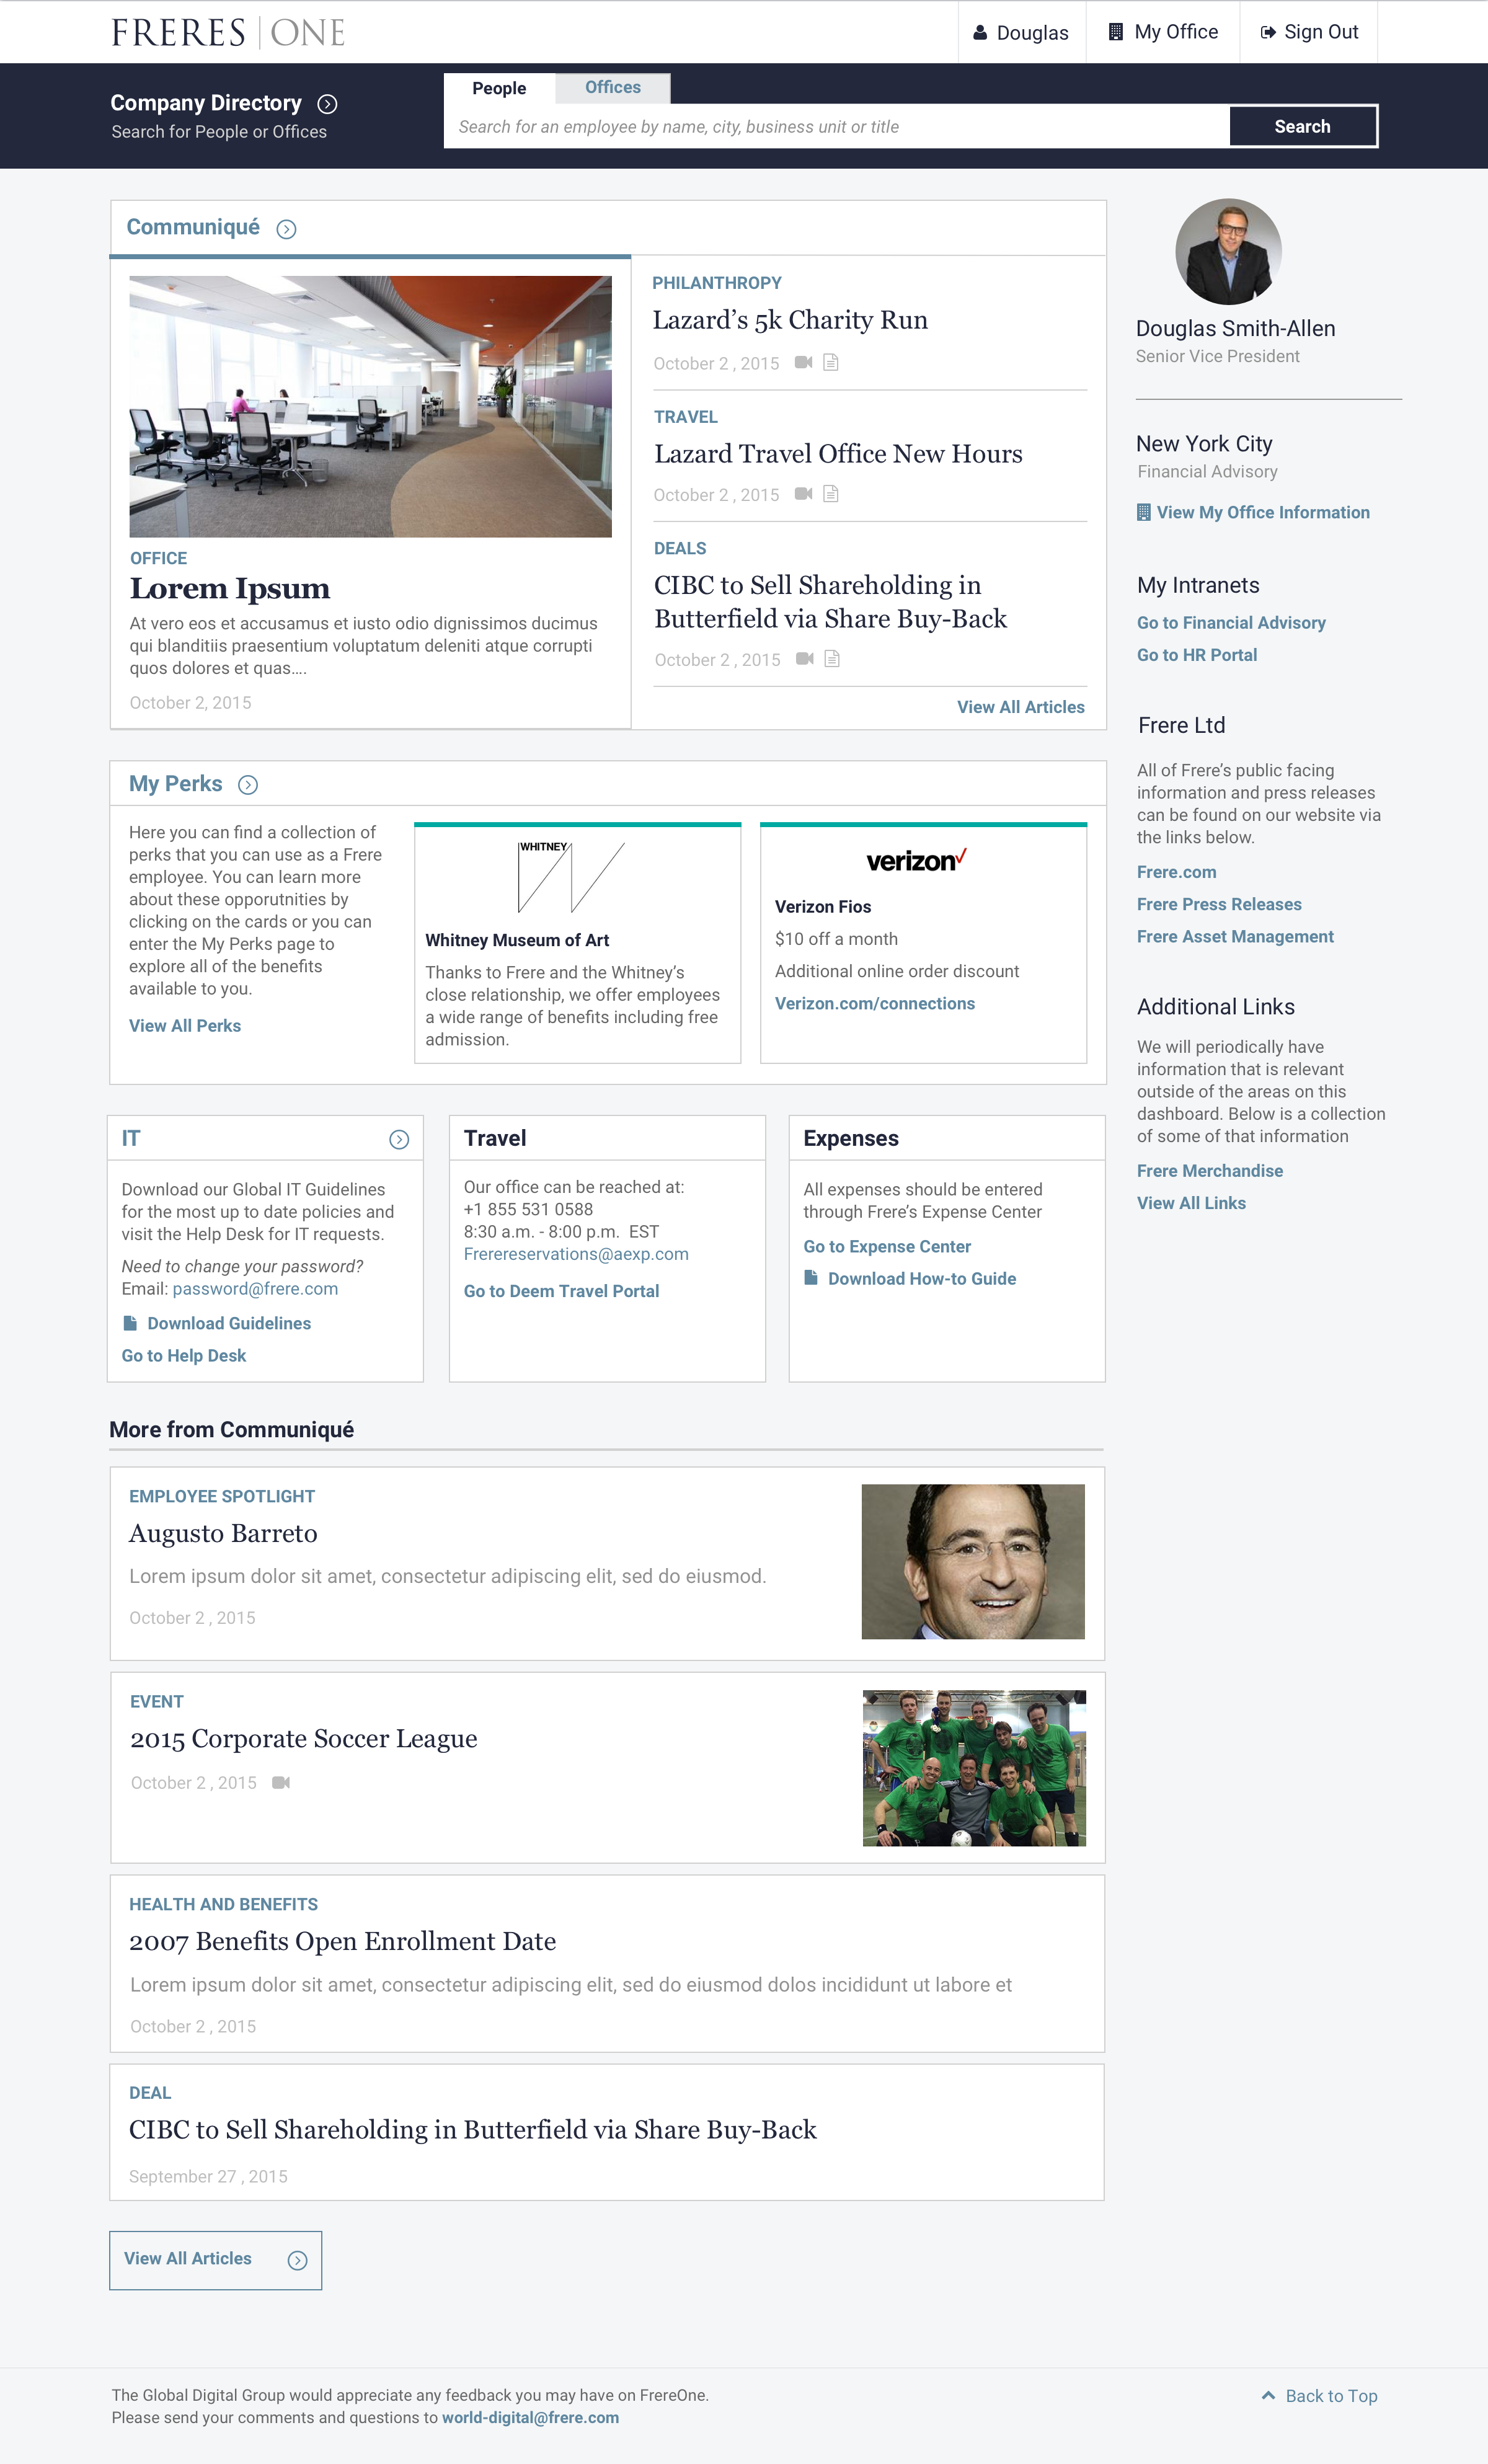 FRERES | ONE
Douglas
My Office
Sign Out
Company Directory
Search for People or Offices
People
Offices
Search for an employee by name, city, business unit or title
Search
Communiqué
OFFICE
Lorem Ipsum
At vero eos et accusamus et iusto odio dignissimos ducimus
qui blanditiis praesentium voluptatum deleniti atque corrupti
quos dolores et quas....
October 2, 2015
PHILANTHROPY
Lazard’s 5k Charity Run
October 2 , 2015
TRAVEL
Lazard Travel Office New Hours
October 2 , 2015
DEALS
CIBC to Sell Shareholding in
Butterfield via Share Buy-Back
October 2 , 2015
View All Articles
Douglas Smith-Allen
Senior Vice President
New York City
Financial Advisory
View My Office Information
My Intranets
Go to Financial Advisory
Go to HR Portal
Frere Ltd
All of Frere’s public facing
information and press releases
can be found on our website via
the links below.
Frere.com
Frere Press Releases
Frere Asset Management
Additional Links
We will periodically have
information that is relevant
outside of the areas on this
dashboard. Below is a collection
of some of that information
Frere Merchandise
View All Links
My Perks
Here you can find a collection of
perks that you can use as a Frere
employee. You can learn more
about these opporutnities by
clicking on the cards or you can
enter the My Perks page to
explore all of the benefits
available to you.
View All Perks
WHITNEY
Whitney Museum of Art
Thanks to Frere and the Whitney’s
close relationship, we offer employees
a wide range of benefits including free
admission.
verizon
Verizon Fios
$10 off a month
Additional online order discount
Verizon.com/connections
IT
Download our Global IT Guidelines
for the most up to date policies and
visit the Help Desk for IT requests.
Need to change your password?
Email: password@frere.com
Download Guidelines
Go to Help Desk
Travel
Our office can be reached at:
+1 855 531 0588
8:30 a.m. - 8:00 p.m.  EST
Frerereservations@aexp.com
Go to Deem Travel Portal
Expenses
All expenses should be entered
through Frere’s Expense Center
Go to Expense Center
Download How-to Guide
More from Communiqué
EMPLOYEE SPOTLIGHT
Augusto Barreto
Lorem ipsum dolor sit amet, consectetur adipiscing elit, sed do eiusmod.
October 2 , 2015
EVENT
2015 Corporate Soccer League
October 2 , 2015
HEALTH AND BENEFITS
2007 Benefits Open Enrollment Date
Lorem ipsum dolor sit amet, consectetur adipiscing elit, sed do eiusmod dolos incididunt ut labore et
October 2 , 2015
DEAL
CIBC to Sell Shareholding in Butterfield via Share Buy-Back
September 27 , 2015
View All Articles
The Global Digital Group would appreciate any feedback you may have on FrereOne.
Please send your comments and questions to world-digital@frere.com
Back to Top